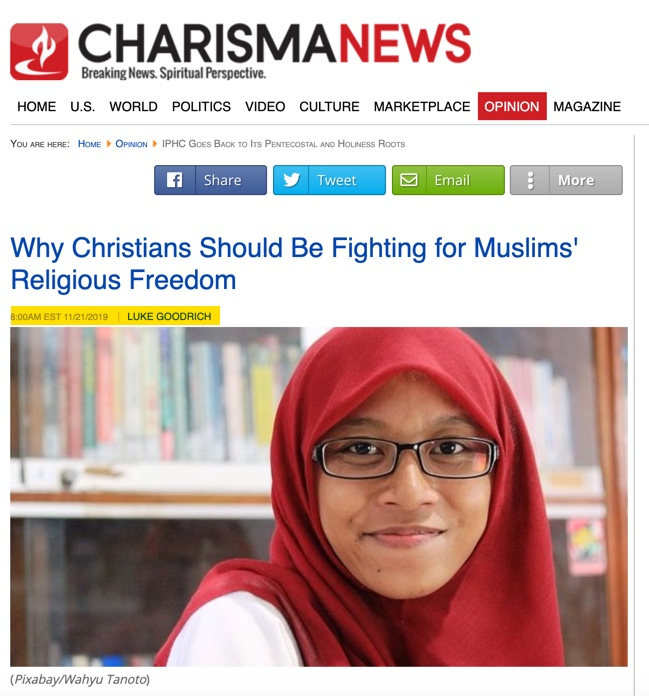 CHARISMANEWS
Breaking News. Spiritual Perspective.
HOME U.S. WORLD POLITICS VIDEO CULTURE MARKETPLACE OPINION MAGAZINE
You are here: Home Opinion IPHC Goes Back to Its Pentecostal and Holiness Roots
Share Tweet Email More
Why Christians Should Be Fighting for Muslims'
Religious Freedom
8:00AM EST 11/21/2019 | LUKE GOODRICH
(Pixabay/Wahyu Tanoto)